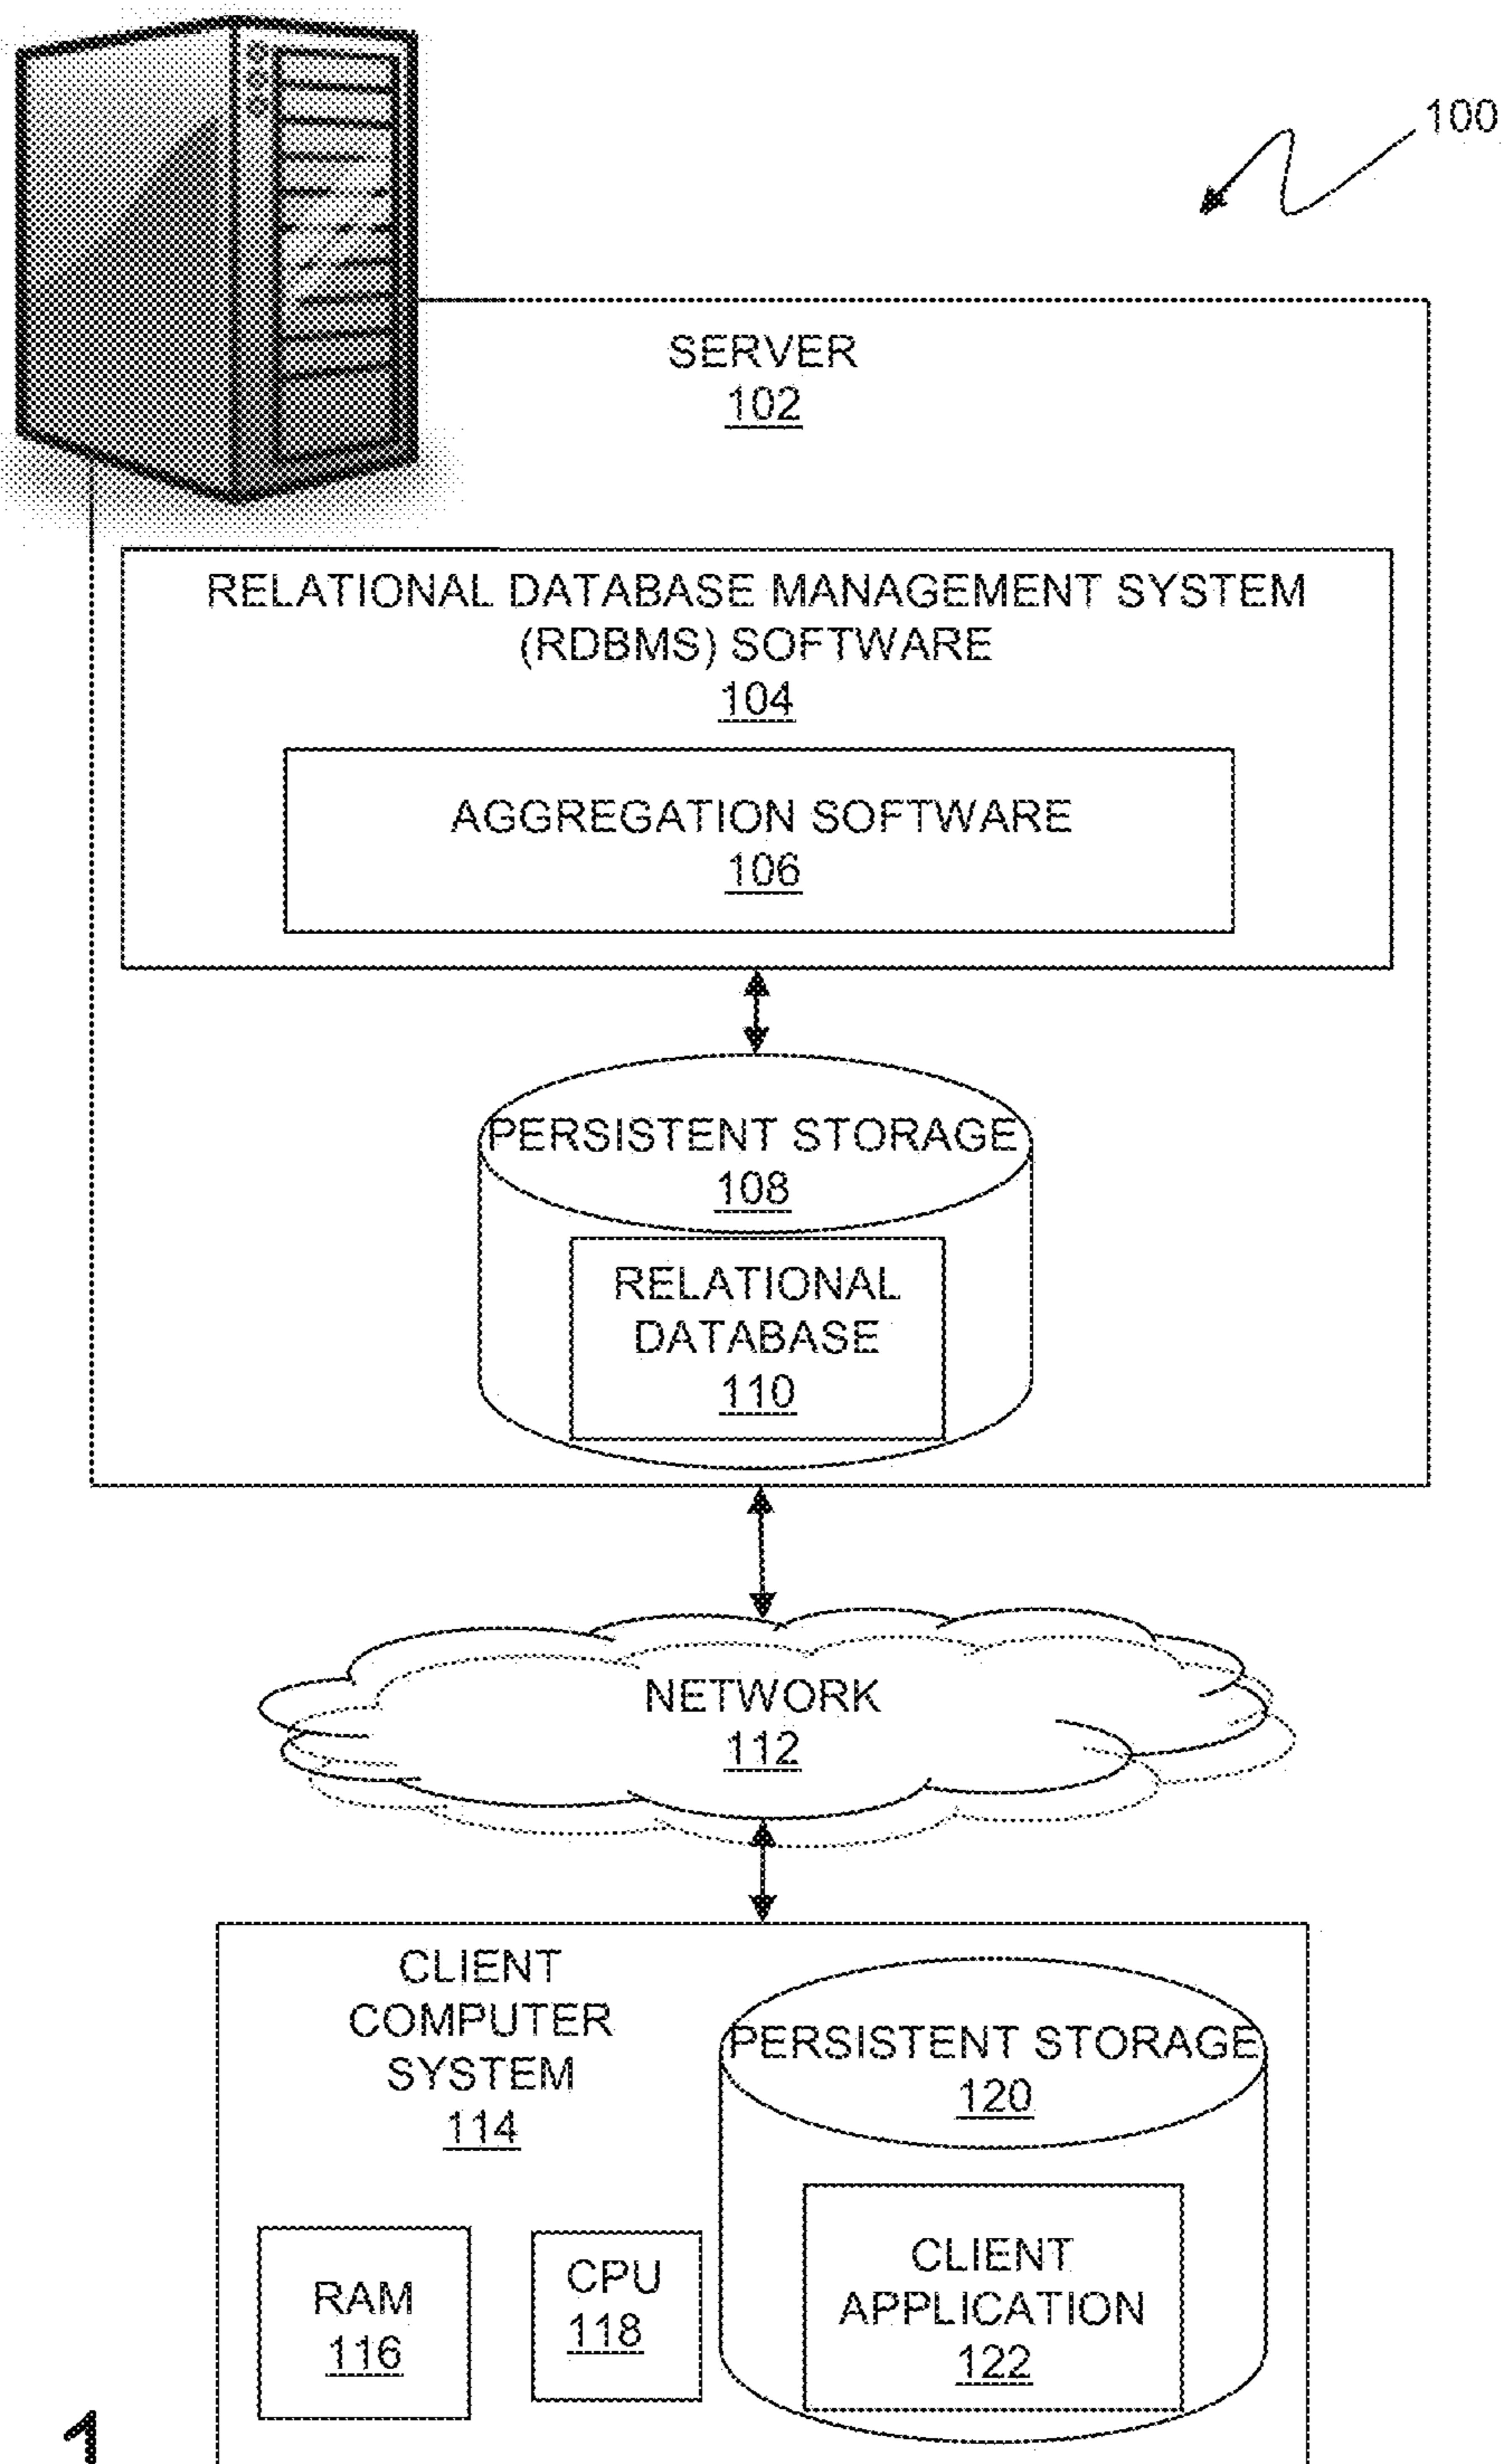 100
SERVER
102
RELATIONAL DATABASE MANAGEMENT SYSTEM
(RDBMS) SOFTWARE
104
AGGREGATION SOFTWARE
106
PERSISTENT STORAGE
108
RELATIONAL
DATABASE
110
NETWORK
112
CLIENT
COMPUTER
SYSTEM
114
PERSISTENT STORAGE
120
RAM
116
CPU
118
CLIENT
APPLICATION
122
1